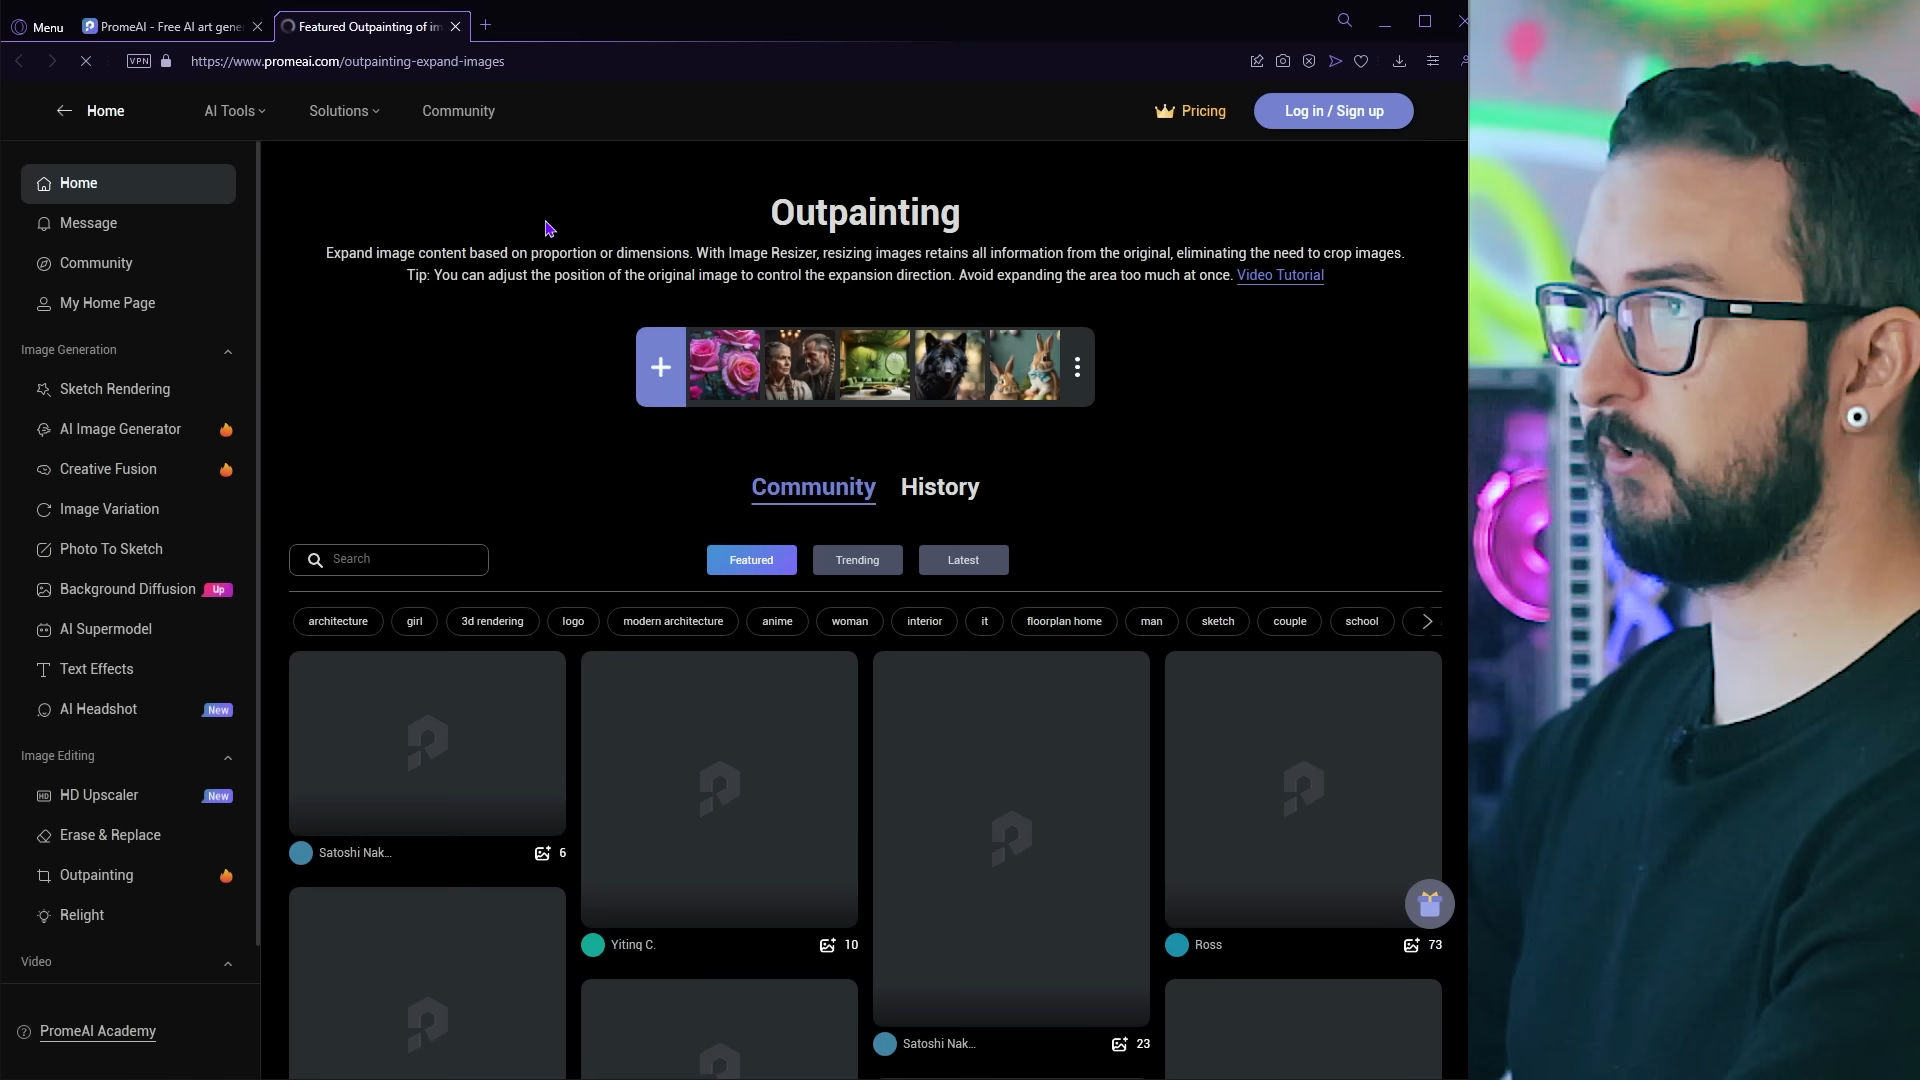 Menu
PromeAI - Free AI art gene
Featured Outpainting of im
VPN
https://www.promeai.com/outpainting-expand-images
Home
AI Tools
Solutions
Community
Pricing
Log in / Sign up
Home
Message
Community
My Home Page
Image Generation
Sketch Rendering
AI Image Generator
Creative Fusion
Image Variation
Photo To Sketch
Background Diffusion Up
AI Supermodel
Text Effects
AI Headshot New
Image Editing
HD Upscaler New
Erase & Replace
Outpainting
Relight
Video
PromeAI Academy
Outpainting
Expand image content based on proportion or dimensions. With Image Resizer, resizing images retains all information from the original, eliminating the need to crop images.
Tip: You can adjust the position of the original image to control the expansion direction. Avoid expanding the area too much at once. Video Tutorial
Community History
Search
Featured Trending Latest
architecture girl 3d rendering logo modern architecture anime woman interior it floorplan home man sketch couple school
Satoshi Nak... 6
Yiting C. 10
Ross 73
Satoshi Nak... 23